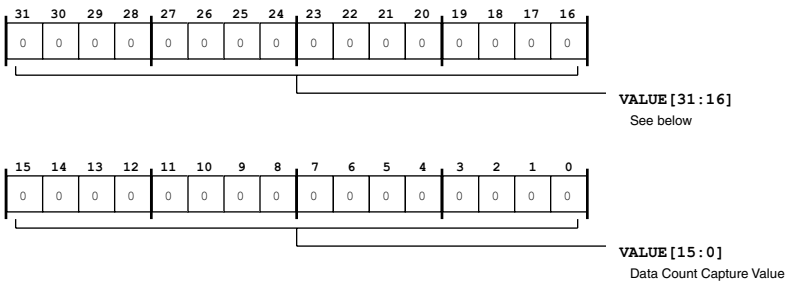 31 30 29 28 27 26 25 24 23 22 21 20 19 18 17 16
0 0 0 0 0 0 0 0 0 0 0 0 0 0 0 0
VALUE[31:16]
See below
15 14 13 12 11 10 9 8 7 6 5 4 3 2 1 0
0 0 0 0 0 0 0 0 0 0 0 0 0 0 0 0
VALUE[15:0]
Data Count Capture Value